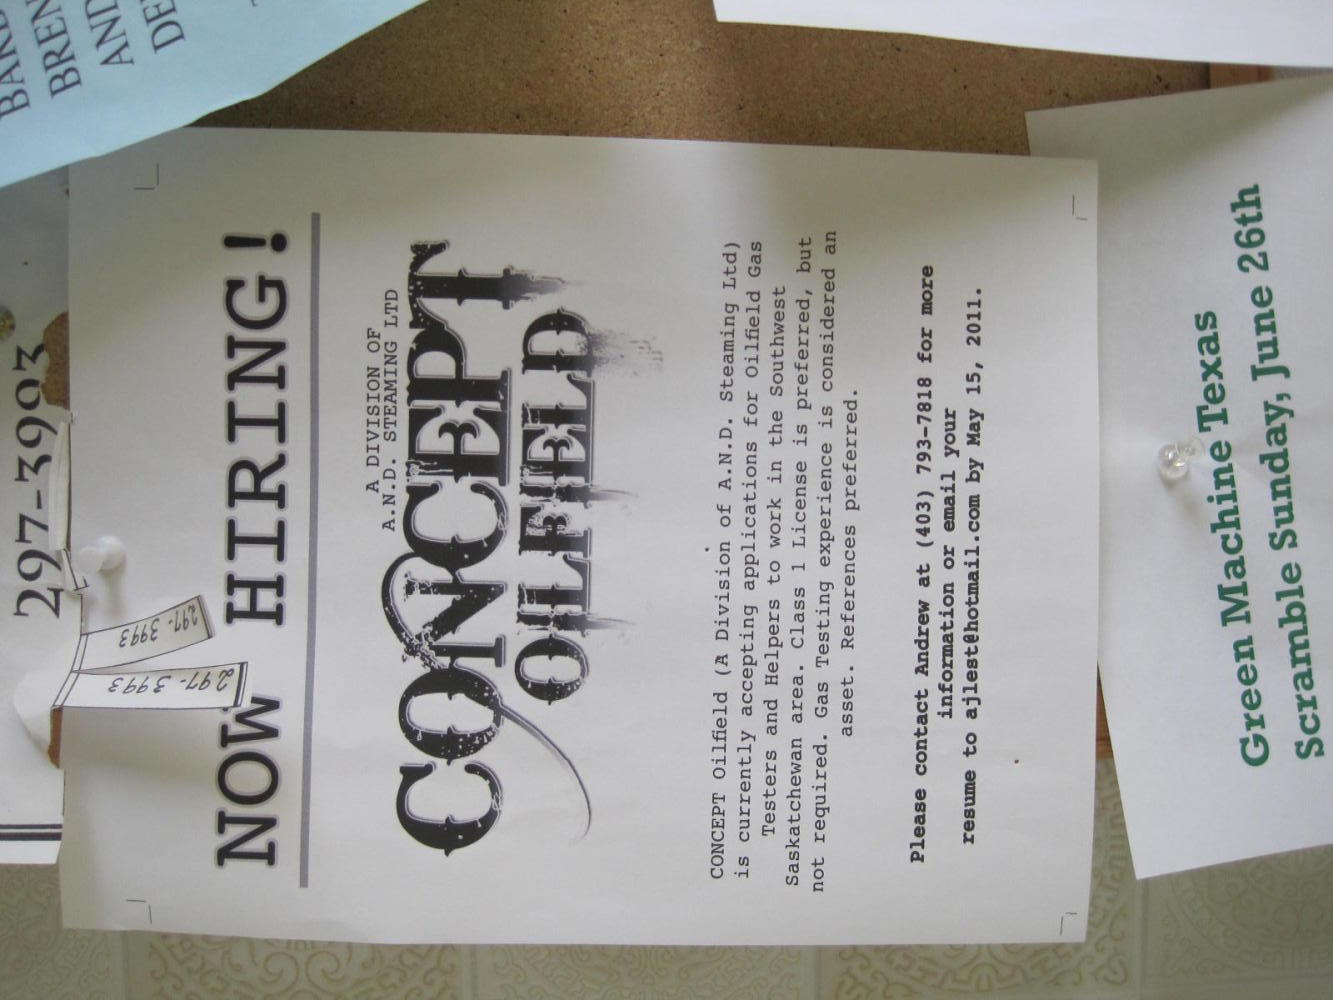 BREN
AND
DE
297-3993
297-3993
297-3993
NOW HIRING!
A DIVISION OF
A.N.D. STEAMING LTD
CONCEPT
OILFIELD
CONCEPT Oilfield (A Division of A.N.D. Steaming Ltd)
is currently accepting applications for Oilfield Gas
Testers and Helpers to work in the Southwest
Saskatchewan area. Class 1 License is preferred, but
not required. Gas Testing experience is considered an
asset. References preferred.
Please contact Andrew at (403) 793-7818 for more
information or email your
resume to ajlest@hotmail.com by May 15, 2011.
Green Machine Texas
Scramble Sunday, June 26th